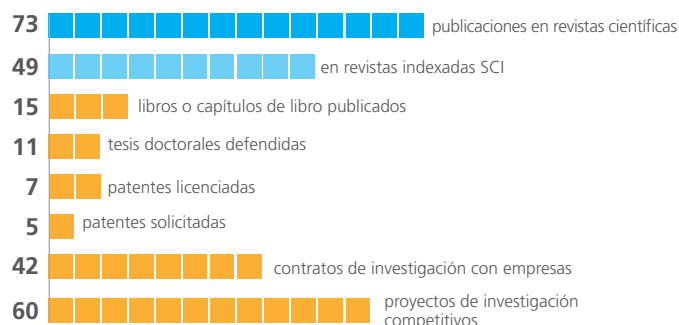 73 publicaciones en revistas científicas
49 en revistas indexadas SCI
15 libros o capítulos de libro publicados
11 tesis doctorales defendidas
7 patentes licenciadas
5 patentes solicitadas
42 contratos de investigación con empresas
60 proyectos de investigación
competitivos